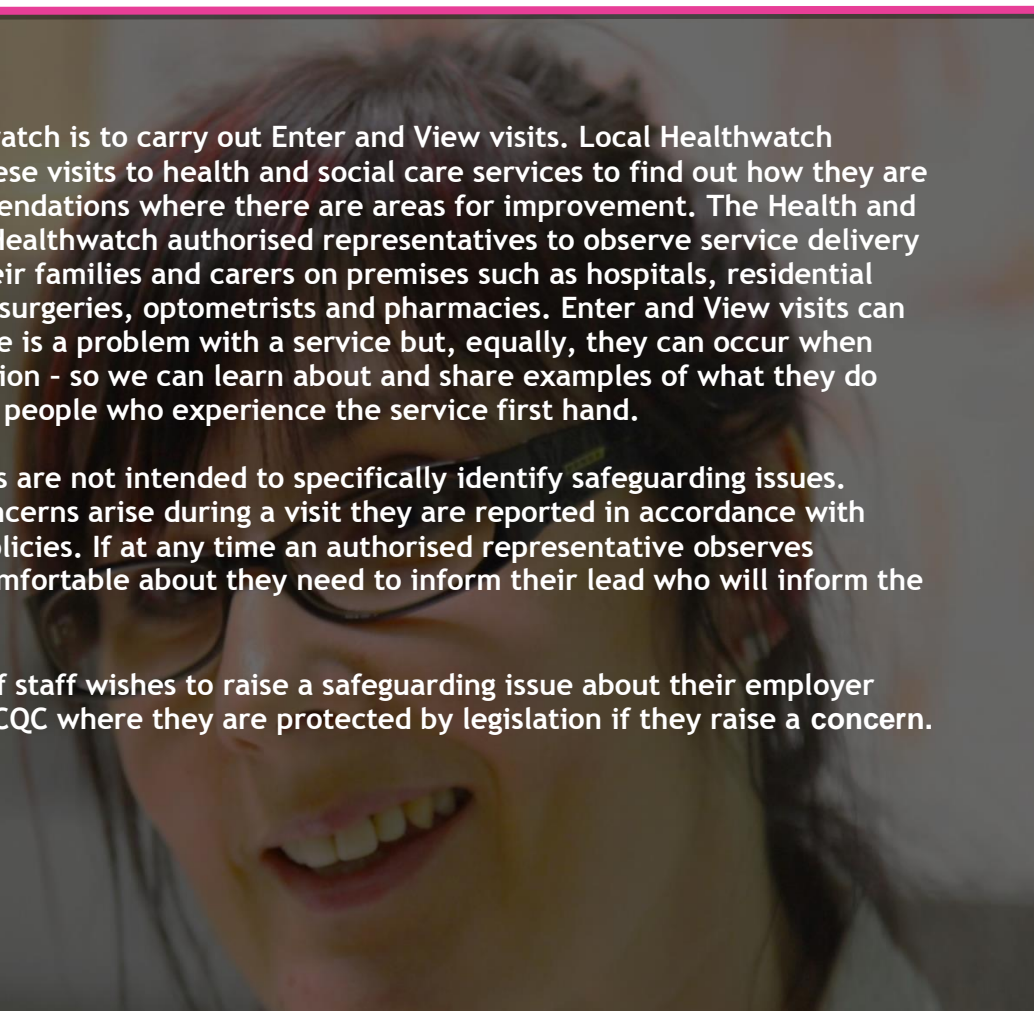 atch is to carry out Enter and View visits. Local Healthwatch
ese visits to health and social care services to find out how they are
endations where there are areas for improvement. The Health and
Healthwatch authorised representatives to observe service delivery
eir families and carers on premises such as hospitals, residential
surgeries, optometrists and pharmacies. Enter and View visits can
e is a problem with a service but, equally, they can occur when
ion – so we can learn about and share examples of what they do
people who experience the service first hand.
s are not intended to specifically identify safeguarding issues.
ncerns arise during a visit they are reported in accordance with
olicies. If at any time an authorised representative observes
mfortable about they need to inform their lead who will inform the
f staff wishes to raise a safeguarding issue about their employer
CQC where they are protected by legislation if they raise a concern.